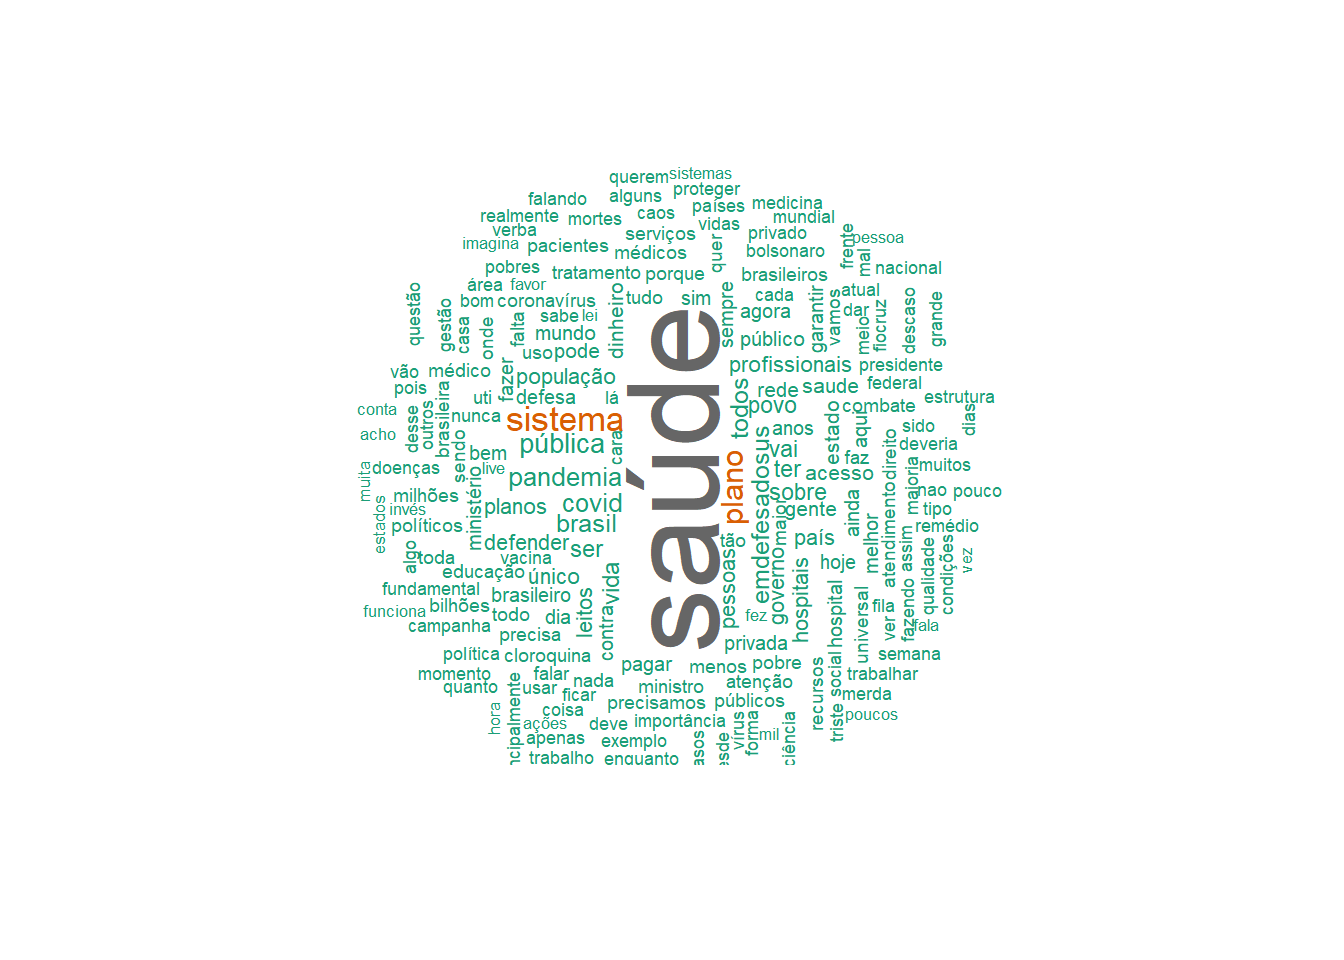 querem
sistemas
falando
alguns
proteger
países
medicina
realmente
mortes
caos
vidas
mundial
verba
serviços
privado
frente
pessoa
imagina
pacientes
médicos
quer
bolsonaro
mal
pobres
tratamento
porque
brasileiros
nacional
área
favor
cada
atual
questão
bom
coronavírus
tudo
sim
sempre
agora
garantir
vamos
dar
descaso
grande
gestão
casa
onde
sabe
lei
falta
mundo
dinheiro
público
meio
fiocruz
uso
pode
vão
médico
fazer
população
profissionais
presidente
pois
uti
defesa
lá
rede
saude
federal
estrutura
conta
desse
outros
brasileira
nunca
sistema
saúde
todos
povo
combate
dias
acho
sendo
pública
cara
anos
estado
aqui
sido
deveria
bem
vai
faz
direito
muita
doenças
live
pandemia
plano
emdefesadosus
ter
acesso
maioria
muitos
milhões
ministério
planos
covid
sobre
nao
pouco
invés
gente
ainda
atendimento
tipo
estados
políticos
brasil
maior
remédio
algo
defender
ser
tão
país
melhor
assim
toda
vacina
pessoas
governo
hoje
qualidade
condições
vez
educação
único
vida
hospitais
fundamental
brasileiro
leitos
hospital
universal
fila
fazendo
funciona
bilhões
todo
dia
contra
fez
ver
fala
campanha
precisa
privada
política
cloroquina
semana
momento
falar
pagar
menos
pobre
recursos
social
trabalhar
quanto
usar
nada
ministro
atenção
merda
ficar
precisamos
públicos
hora
coisa
triste
poucos
ações
deve
importância
vírus
forma
mil
apenas
exemplo
ciência
trabalho
enquanto
ncipalmente
asos
esde